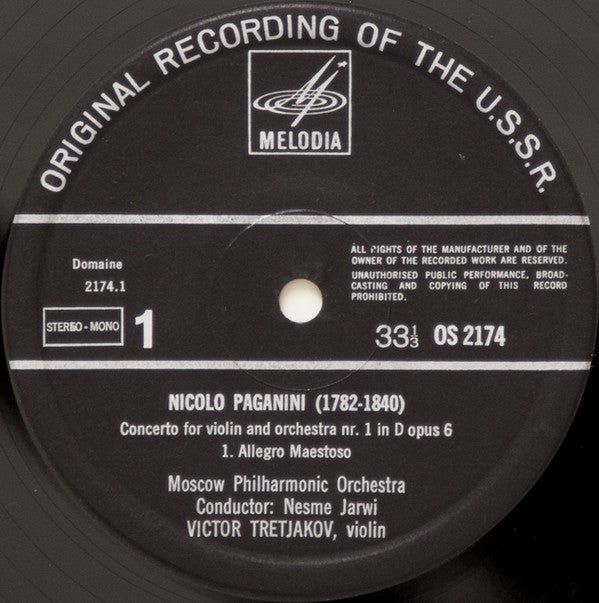 ORIGINAL RECORDING OF THE U.S.S.R.
MELODIA
Domaine
2174.1
STEREO - MONO
1
ALL RIGHTS OF THE MANUFACTURER AND OF THE
OWNER OF THE RECORDED WORK ARE RESERVED.
UNAUTHORISED PUBLIC PERFORMANCE, BROAD-
CASTING AND COPYING OF THIS RECORD
PROHIBITED.
33⅓ OS 2174
NICOLO PAGANINI (1782-1840)
Concerto for violin and orchestra nr. 1 in D opus 6
1. Allegro Maestoso
Moscow Philharmonic Orchestra
Conductor: Nesme Jarwi
VICTOR TRETJAKOV, violin